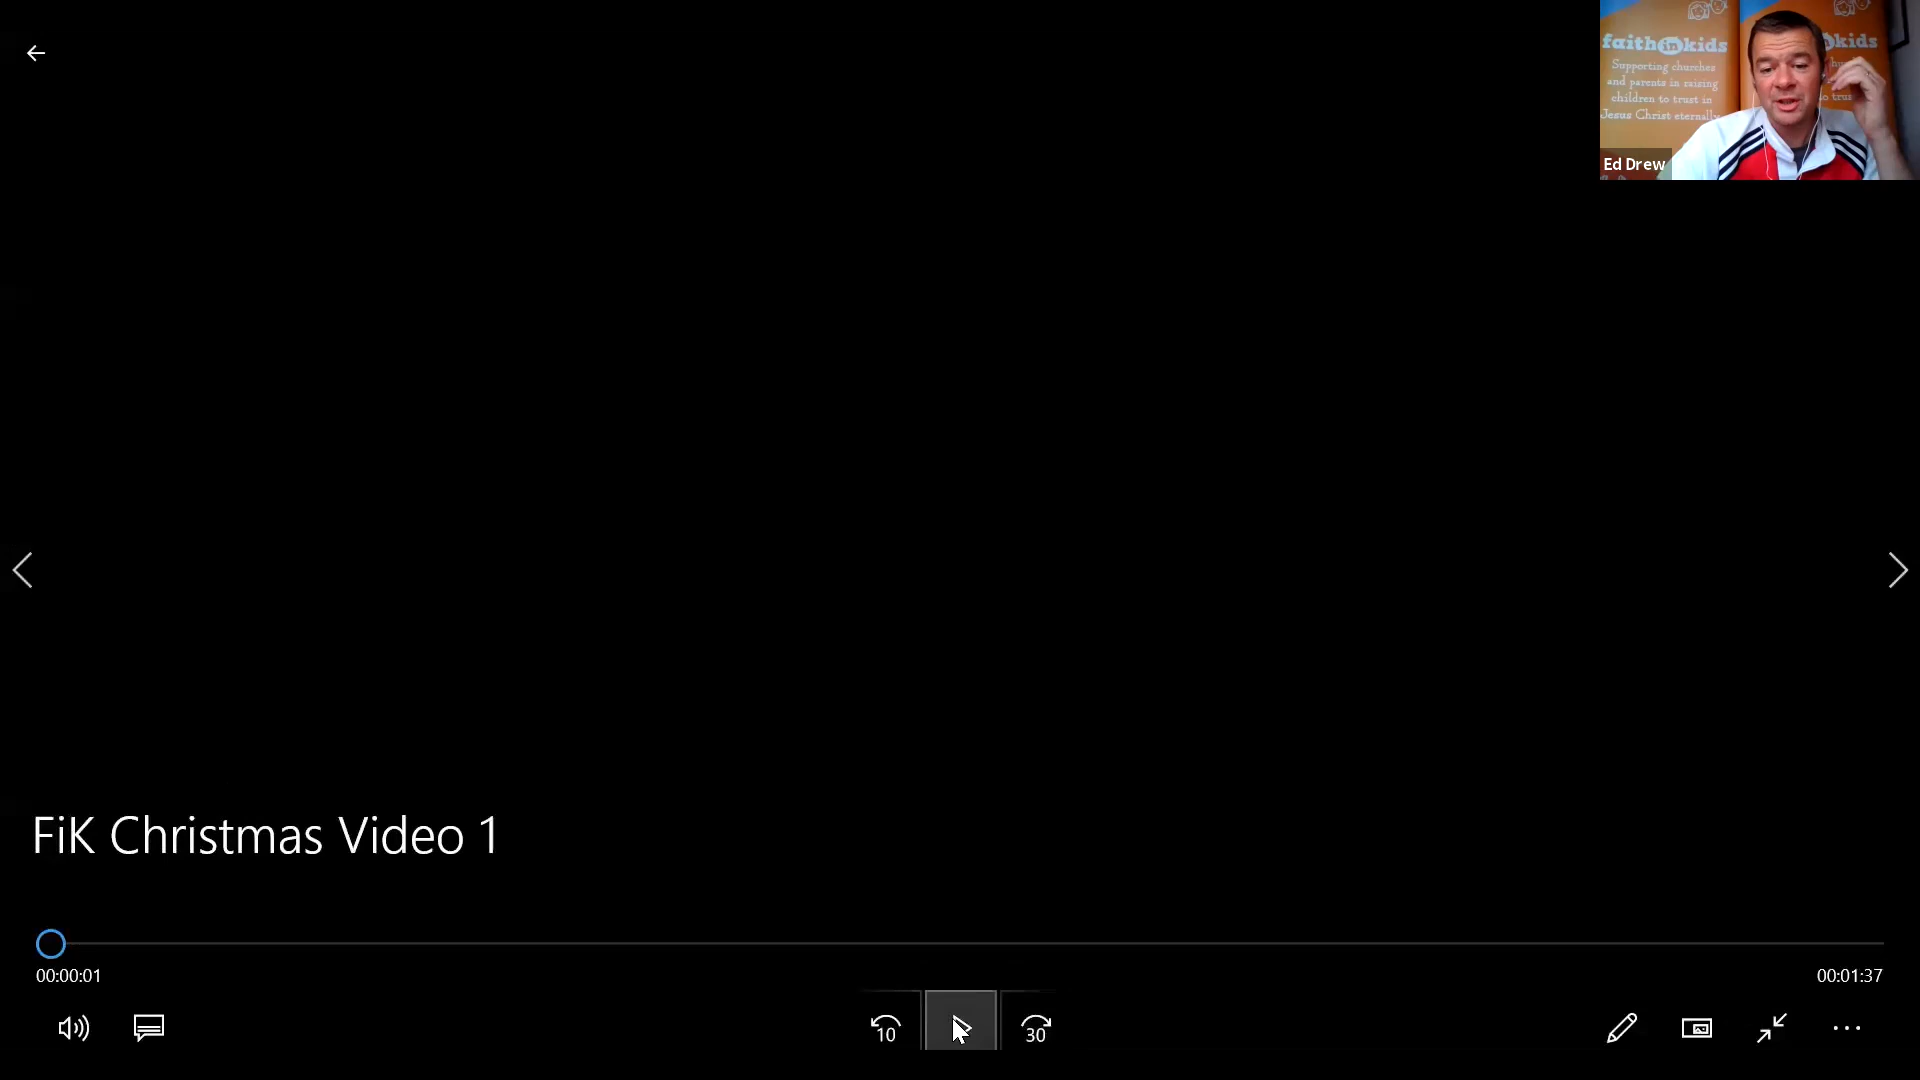 faith in kids
Supporting churches
and parents in raising
children to trust in
Jesus Christ eternally
kids
Ed Drew
FiK Christmas Video 1
00:00:01
00:01:37
10
30